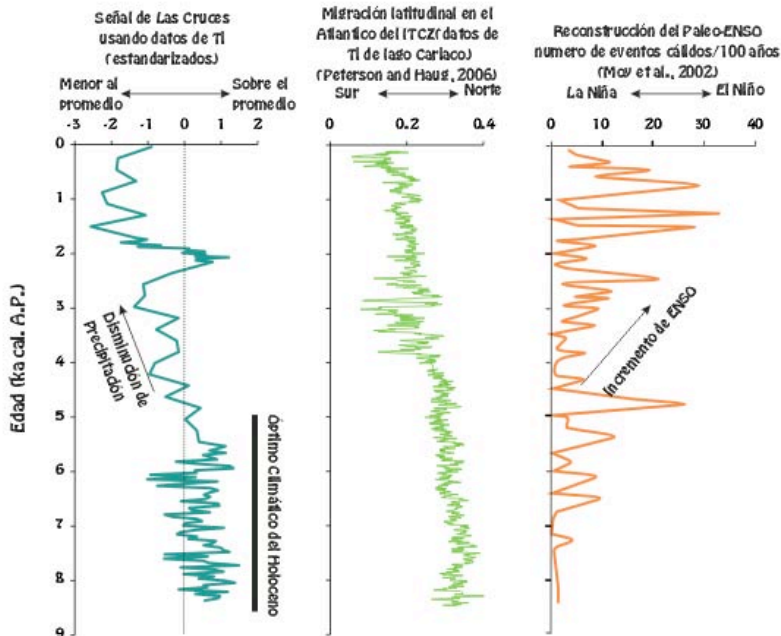 Señal de Las Cruces
usando datos de Ti
(estandarizados)
Menor al
promedio
Sobre el
promedio
-3 -2 -1 0 1 2
Migración latitudinal en el
Atlantico del ITCZ(datos de
Ti de lago Cariaco)
(Peterson and Haug, 2006)
Sur Norte
0 0.2 0.4
Reconstrucción del Paleo-ENSO
numero de eventos cálidos/100 años
(Moy et al., 2002)
La Niña El Niño
0 10 20 30 40
Edad (ka cal. A.P.)
0
1
2
3
4
5
6
7
8
9
Disminución de
Precipitación
Óptimo Climático del Holoceno
Incremento de ENSO